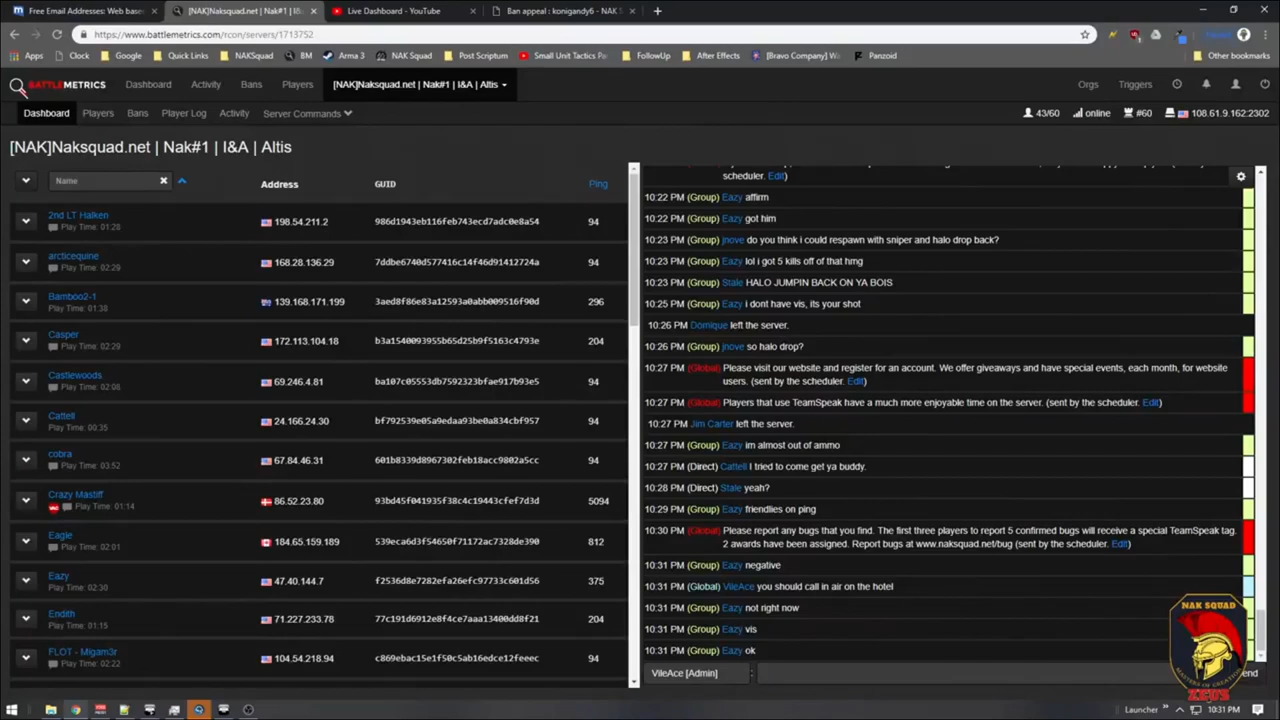 Free Email Addresses: Web base
[NAK]Naksquad.net | Nak#1 | I&
Live Dashboard - YouTube
Ban appeal : konigandy6 - NAK S
https://www.battlemetrics.com/rcon/servers/1713752
Apps
Clock
Google
Quick Links
NAKSquad
BM
Arma 3
NAK Squad
Post Scriptum
Small Unit Tactics Pa
FollowUp
After Effects
[Bravo Company] Wa
Panzoid
Other bookmarks
BATTLEMETRICS
Dashboard
Activity
Bans
Players
[NAK]Naksquad.net | Nak#1 | I&A | Altis
Orgs
Triggers
Dashboard
Players
Bans
Player Log
Activity
Server Commands
43/60
online
#60
108.61.9.162:2302
[NAK]Naksquad.net | Nak#1 | I&A | Altis
Name
Address
GUID
Ping
2nd LT Halken
Play Time: 01:28
198.54.211.2
986d1943eb116feb743ecd7adc0e8a54
94
arcticequine
Play Time: 02:29
168.28.136.29
7ddbe6740d577416c14f46d91412724a
94
Bamboo2-1
Play Time: 01:38
139.168.171.199
3aed8f86e83a12593a0abb009516f90d
296
Casper
Play Time: 02:29
172.113.104.18
b3a1540093955b65d25b9f5163c4793e
204
Castlewoods
Play Time: 02:08
69.246.4.81
ba107c05553db7592323bfae917b93e5
94
Cattell
Play Time: 00:35
24.166.24.30
bf792539e05a9edaa93be0a834cbf957
94
cobra
Play Time: 03:52
67.84.46.31
601b8339d8967302feb18acc9802a5cc
94
Crazy Mastiff
Play Time: 01:14
86.52.23.80
93bd45f041935f38c4c19443cfef7d3d
5094
Eagle
Play Time: 02:01
184.65.159.189
539eca6d3f54650f71172ac7328de390
812
Eazy
Play Time: 02:30
47.40.144.7
f2536d8e7282efa26efc97733c601d56
375
Endith
Play Time: 01:15
71.227.233.78
77c191d6912e8f4ce7aaa13400dd8f21
204
FLOT - Migam3r
Play Time: 02:22
104.54.218.94
c869ebac15e1f50c5ab16edce12feeec
94
scheduler. Edit)
10:22 PM (Group) Eazy affirm
10:22 PM (Group) Eazy got him
10:23 PM (Group) jnove do you think i could respawn with sniper and halo drop back?
10:23 PM (Group) Eazy lol i got 5 kills off of that hmg
10:23 PM (Group) Stale HALO JUMPIN BACK ON YA BOIS
10:25 PM (Group) Eazy i dont have vis, its your shot
10:26 PM Domique left the server.
10:26 PM (Group) jnove so halo drop?
10:27 PM (Global) Please visit our website and register for an account. We offer giveaways and have special events, each month, for website
users. (sent by the scheduler. Edit)
10:27 PM (Global) Players that use TeamSpeak have a much more enjoyable time on the server. (sent by the scheduler. Edit)
10:27 PM Jim Carter left the server.
10:27 PM (Group) Eazy im almost out of ammo
10:27 PM (Direct) Cattell I tried to come get ya buddy.
10:28 PM (Direct) Stale yeah?
10:29 PM (Group) Eazy friendlies on ping
10:30 PM (Global) Please report any bugs that you find. The first three players to report 5 confirmed bugs will receive a special TeamSpeak tag.
2 awards have been assigned. Report bugs at www.naksquad.net/bug (sent by the scheduler. Edit)
10:31 PM (Group) Eazy negative
10:31 PM (Global) VileAce you should call in air on the hotel
10:31 PM (Group) Eazy not right now
10:31 PM (Group) Eazy vis
10:31 PM (Group) Eazy ok
VileAce [Admin]
:
end
NAK SQUAD
MASTERS OF CREATION
ZEUS
Launcher
10:31 PM